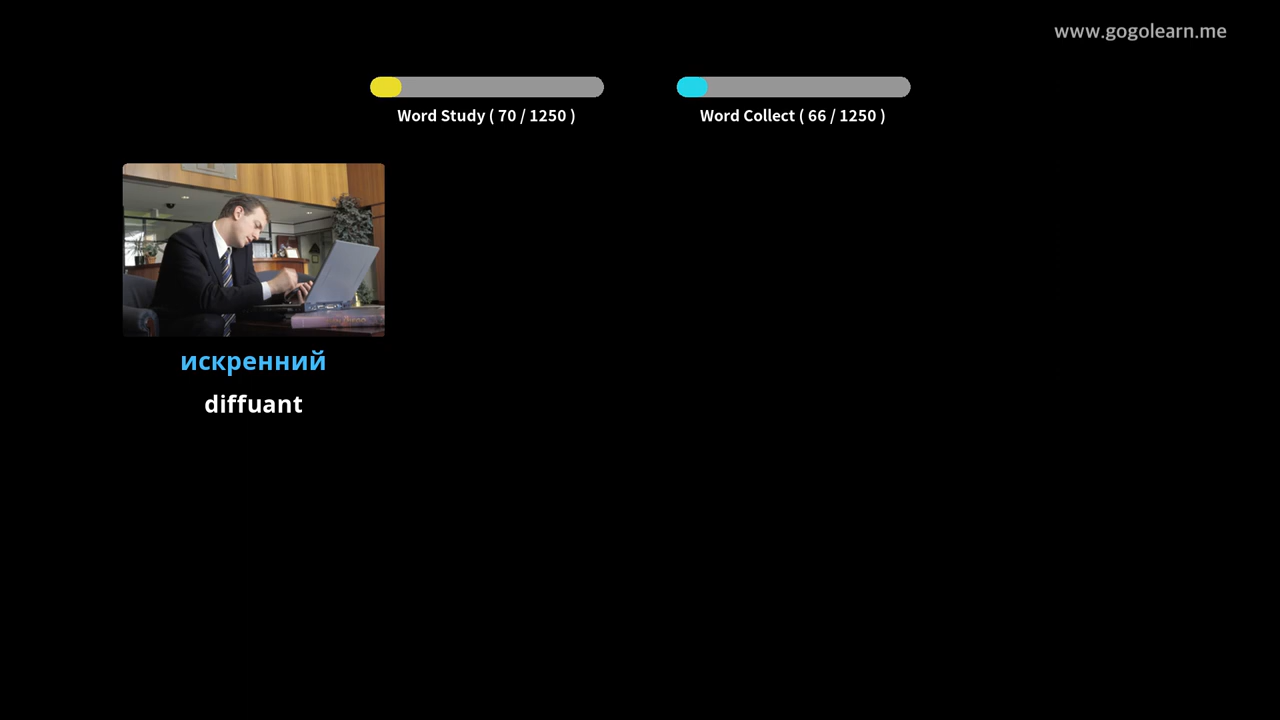 www.gogolearn.me
Word Study ( 70 / 1250 )
Word Collect ( 66 / 1250 )
искренний
diffuant